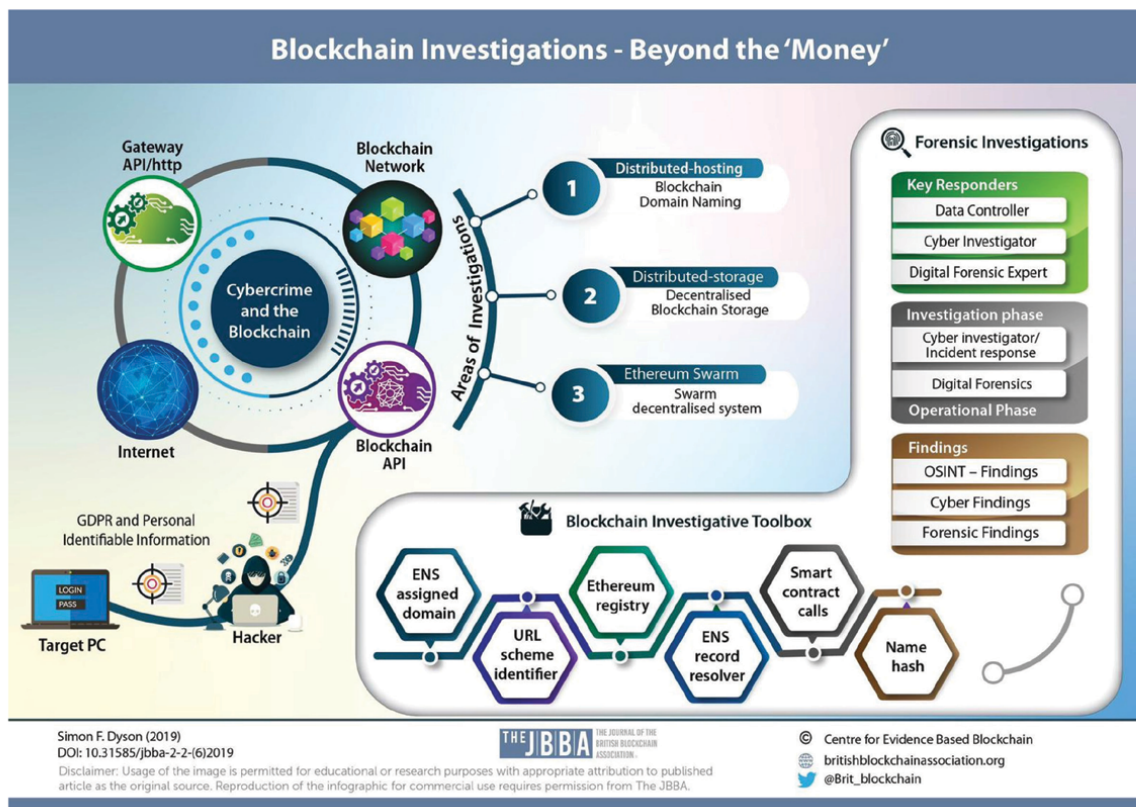 Blockchain Investigations - Beyond the ‘Money’
Gateway
API/http
Blockchain
Network
Cybercrime
and the
Blockchain
Internet
Blockchain
API
Areas of Investigations
1
Distributed-hosting
Blockchain
Domain Naming
2
Distributed-storage
Decentralised
Blockchain Storage
3
Ethereum Swarm
Swarm
decentralised system
Forensic Investigations
Key Responders
Data Controller
Cyber Investigator
Digital Forensic Expert
Investigation phase
Cyber investigator/
Incident response
Digital Forensics
Operational Phase
Findings
OSINT – Findings
Cyber Findings
Forensic Findings
GDPR and Personal
Identifiable Information
LOGIN
PASS
Target PC
Hacker
Blockchain Investigative Toolbox
ENS
assigned
domain
URL
scheme
identifier
Ethereum
registry
ENS
record
resolver
Smart
contract
calls
Name
hash
Simon F. Dyson (2019)
DOI: 10.31585/jbba-2-2-(6)2019
Disclaimer: Usage of the image is permitted for educational or research purposes with appropriate attribution to published
article as the original source. Reproduction of the infographic for commercial use requires permission from The JBBA.
THE JBBA
THE JOURNAL OF THE
BRITISH BLOCKCHAIN
ASSOCIATION
© Centre for Evidence Based Blockchain
britishblockchainassociation.org
@Brit_blockchain